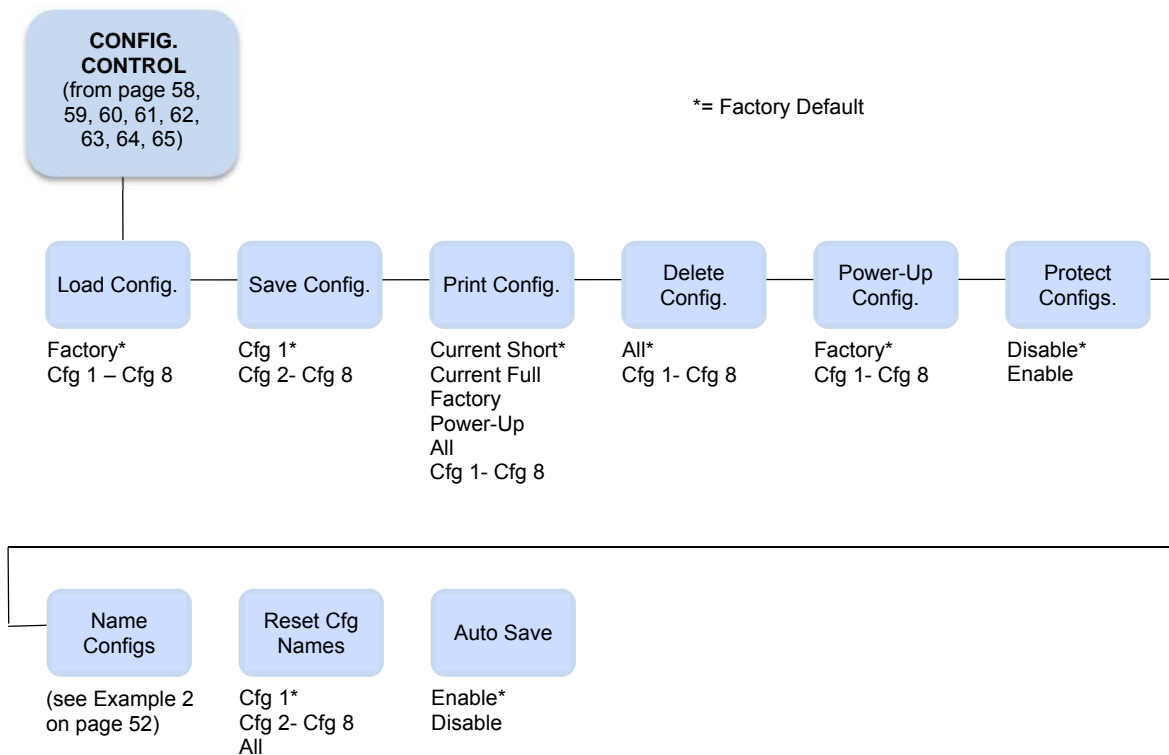 CONFIG.
CONTROL
(from page 58,
59, 60, 61, 62,
63, 64, 65)
*= Factory Default
Load Config.
Factory*
Cfg 1 – Cfg 8
Save Config.
Cfg 1*
Cfg 2- Cfg 8
Print Config.
Current Short*
Current Full
Factory
Power-Up
All
Cfg 1- Cfg 8
Delete
Config.
All*
Cfg 1- Cfg 8
Power-Up
Config.
Factory*
Cfg 1- Cfg 8
Protect
Configs.
Disable*
Enable
Name
Configs
(see Example 2
on page 52)
Reset Cfg
Names
Cfg 1*
Cfg 2- Cfg 8
All
Auto Save
Enable*
Disable